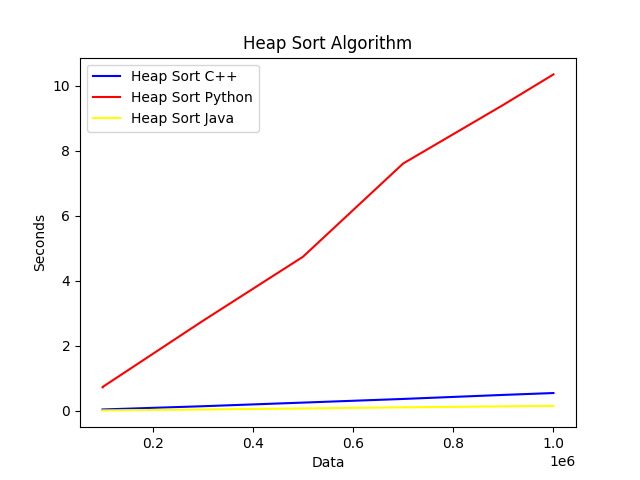 Heap Sort Algorithm
Heap Sort C++
Heap Sort Python
Heap Sort Java
10
8
6
4
2
0
Seconds
0.2
0.4
0.6
0.8
1.0
1e6
Data